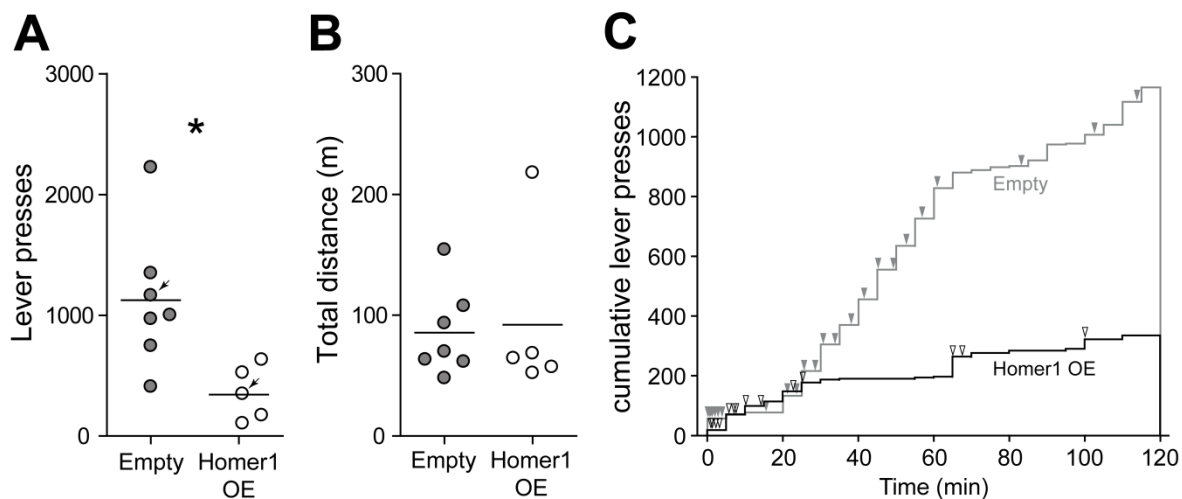 A
Lever presses
3000
2000
1000
0
*
Empty
Homer1
OE
B
Total distance (m)
300
200
100
0
Empty
Homer1
OE
C
cumulative lever presses
1200
1000
800
600
400
200
0
Empty
Homer1 OE
0
20
40
60
80
100
120
Time (min)